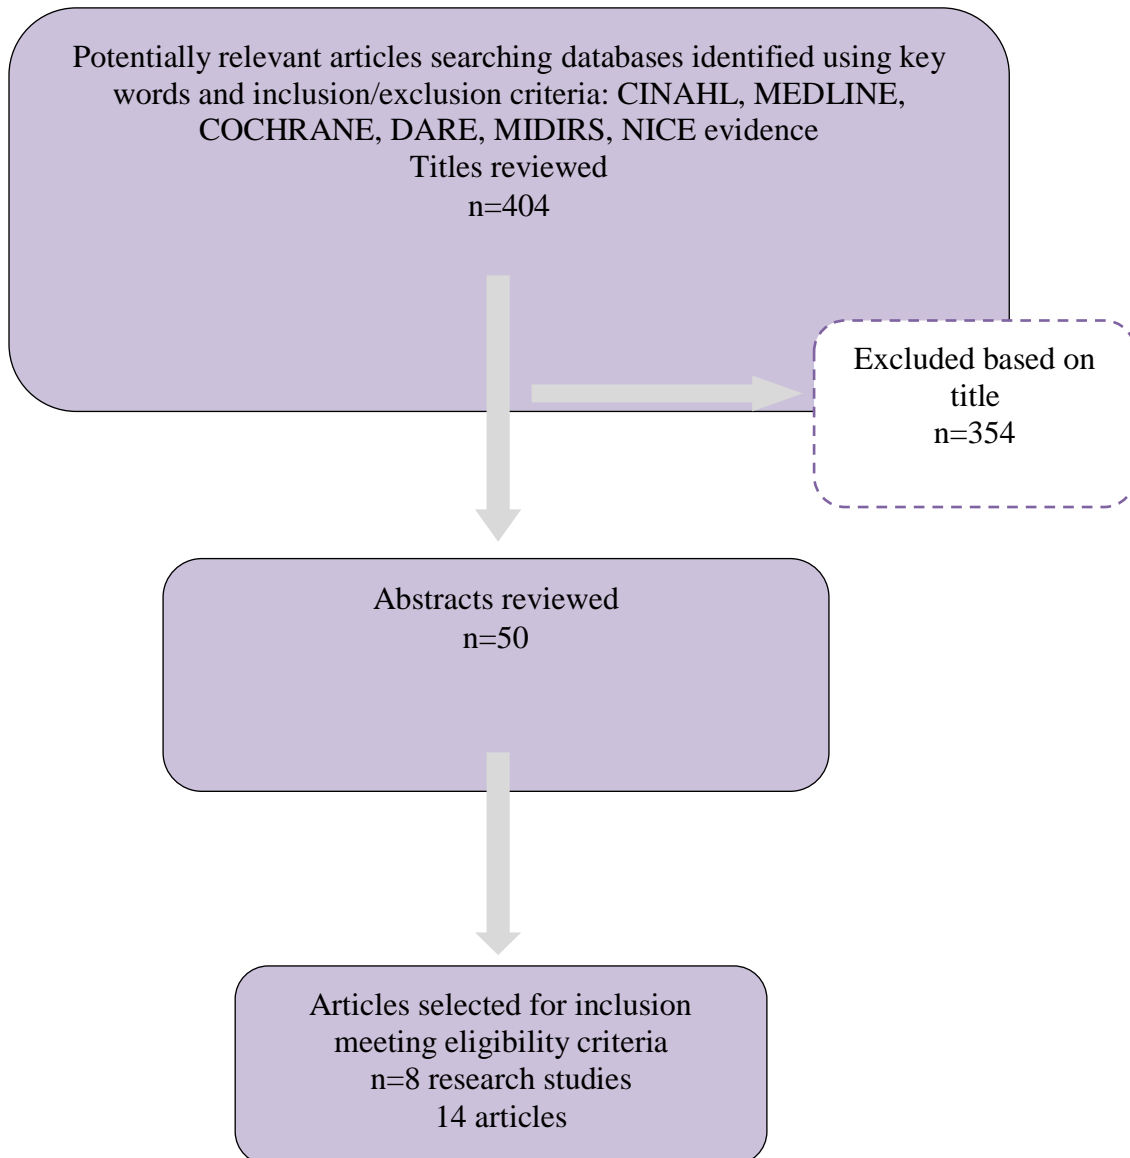 Potentially relevant articles searching databases identified using key
words and inclusion/exclusion criteria: CINAHL, MEDLINE,
COCHRANE, DARE, MIDIRS, NICE evidence
Titles reviewed
n=404
Excluded based on
title
n=354
Abstracts reviewed
n=50
Articles selected for inclusion
meeting eligibility criteria
n=8 research studies
14 articles